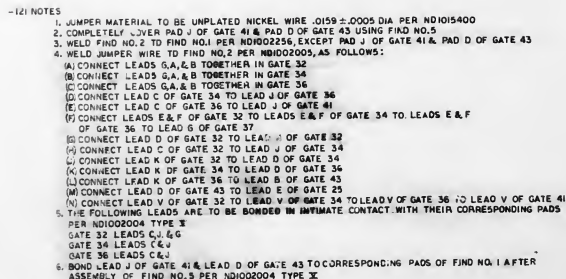 -121 NOTES
1. JUMPER MATERIAL TO BE UNPLATED NICKEL WIRE .0159 ±.0005 DIA PER ND1015400
2. COMPLETELY COVER PAD J OF GATE 41 & PAD D OF GATE 43 USING FIND NO.5
3. WELD FIND NO.2 TO FIND NO.1 PER ND1002256, EXCEPT PAD J OF GATE 41 & PAD D OF GATE 43
4. WELD JUMPER WIRE TO FIND NO.2 PER ND1002005, AS FOLLOWS:
(A) CONNECT LEADS G,A,& B TOGETHER IN GATE 32
(B) CONNECT LEADS G,A,& B TOGETHER IN GATE 34
(C) CONNECT LEADS G,A,& B TOGETHER IN GATE 36
(D) CONNECT LEAD C OF GATE 34 TO LEAD J OF GATE 36
(E) CONNECT LEAD C OF GATE 36 TO LEAD J OF GATE 41
(F) CONNECT LEADS E & F OF GATE 32 TO LEADS E & F OF GATE 34 TO LEADS E & F
OF GATE 36 TO LEAD G OF GATE 37
(G) CONNECT LEAD D OF GATE 32 TO LEAD OF GATE 32
(H) CONNECT LEAD C OF GATE 32 TO LEAD J OF GATE 34
(J) CONNECT LEAD K OF GATE 32 TO LEAD D OF GATE 34
(K) CONNECT LEAD K OF GATE 34 TO LEAD D OF GATE 36
(L) CONNECT LEAD K OF GATE 36 TO LEAD B OF GATE 43
(M) CONNECT LEAD D OF GATE 43 TO LEAD E OF GATE 25
(N) CONNECT LEAD V OF GATE 32 TO LEAD V OF GATE 34 TO LEAD V OF GATE 36 TO LEAD V OF GATE 41
5. THE FOLLOWING LEADS ARE TO BE BONDED IN INTIMATE CONTACT WITH THEIR CORRESPONDING PADS
PER ND1002004 TYPE V
GATE 32 LEADS C,J,& G
GATE 34 LEADS C&J
GATE 36 LEADS C&J
6. BOND LEAD J OF GATE 41 & LEAD D OF GATE 43 TO CORRESPONDING PADS OF FIND NO. 1 AFTER
ASSEMBLY OF FIND NO.5 PER ND1002004 TYPE V